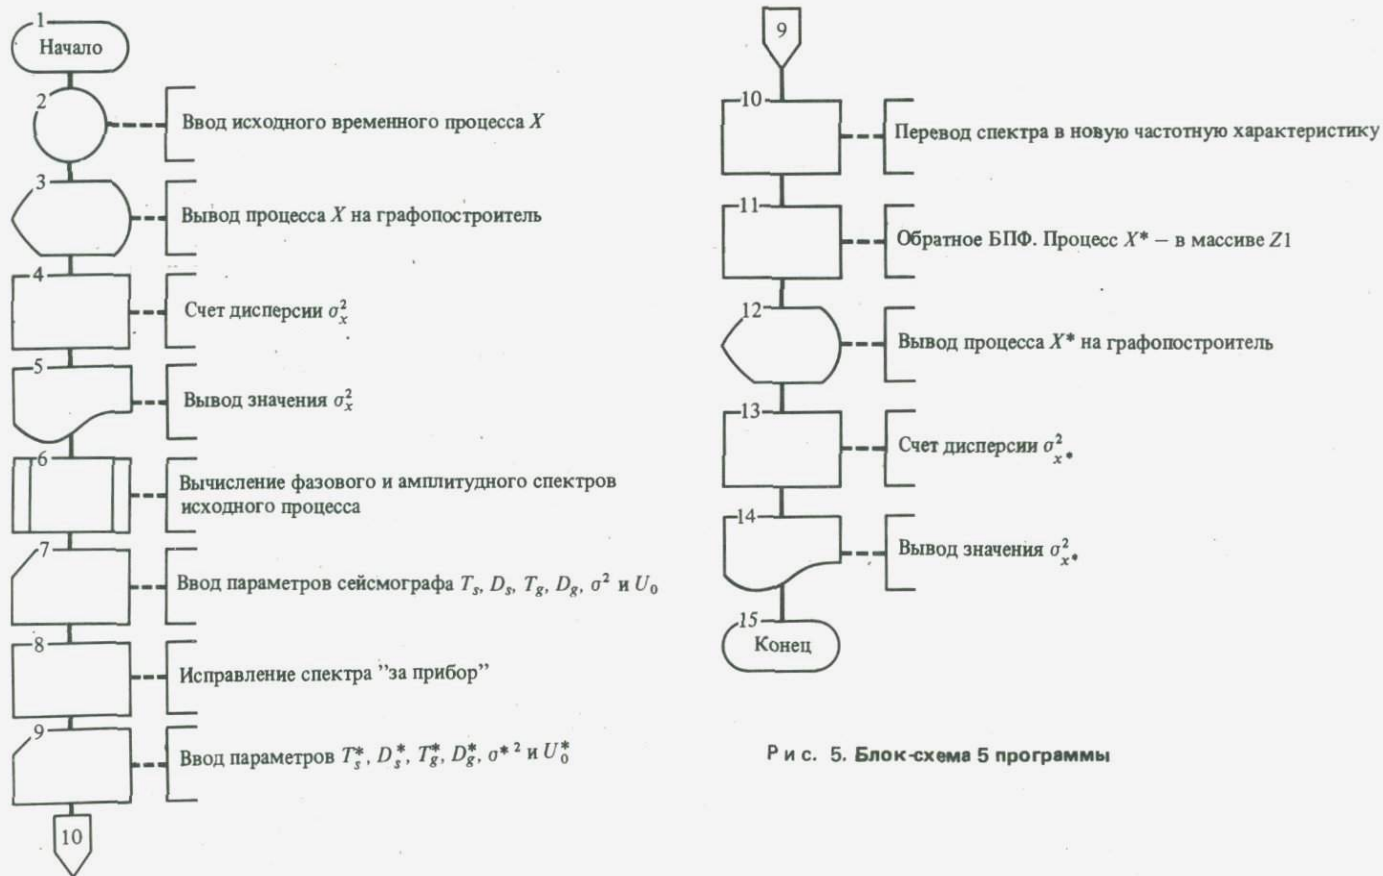 1
Начало
2
Ввод исходного временного процесса X
3
Вывод процесса X на графопостроитель
4
Счет дисперсии σ²ₓ
5
Вывод значения σ²ₓ
6
Вычисление фазового и амплитудного спектров
исходного процесса
7
Ввод параметров сейсмографа T_s, D_s, T_g, D_g, σ² и U₀
8
Исправление спектра ”за прибор”
9
Ввод параметров T*_s, D*_s, T*_g, D*_g, σ*² и U*₀
10
9
10
Перевод спектра в новую частотную характеристику
11
Обратное БПФ. Процесс X* — в массиве Z1
12
Вывод процесса X* на графопостроитель
13
Счет дисперсии σ²ₓ*
14
Вывод значения σ²ₓ*
15
Конец
Рис. 5. Блок-схема 5 программы